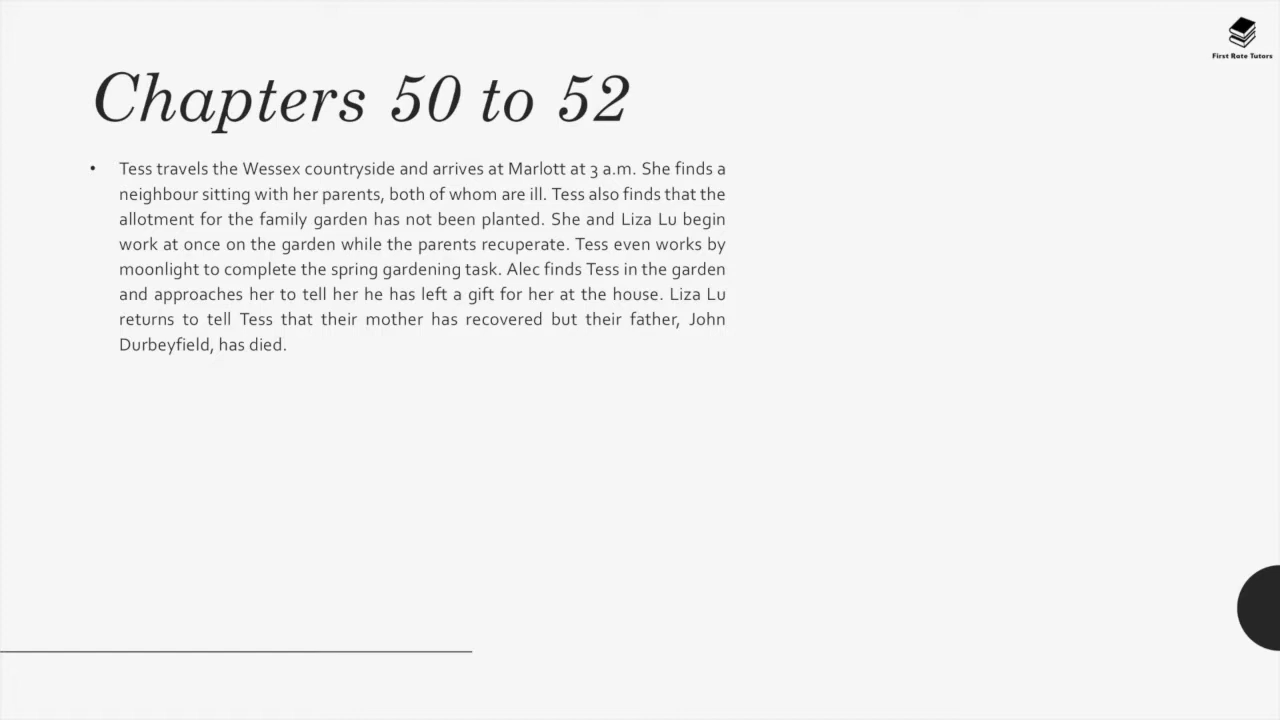 First Rate Tutors
Chapters 50 to 52
• Tess travels the Wessex countryside and arrives at Marlott at 3 a.m. She finds a
neighbour sitting with her parents, both of whom are ill. Tess also finds that the
allotment for the family garden has not been planted. She and Liza Lu begin
work at once on the garden while the parents recuperate. Tess even works by
moonlight to complete the spring gardening task. Alec finds Tess in the garden
and approaches her to tell her he has left a gift for her at the house. Liza Lu
returns to tell Tess that their mother has recovered but their father, John
Durbeyfield, has died.